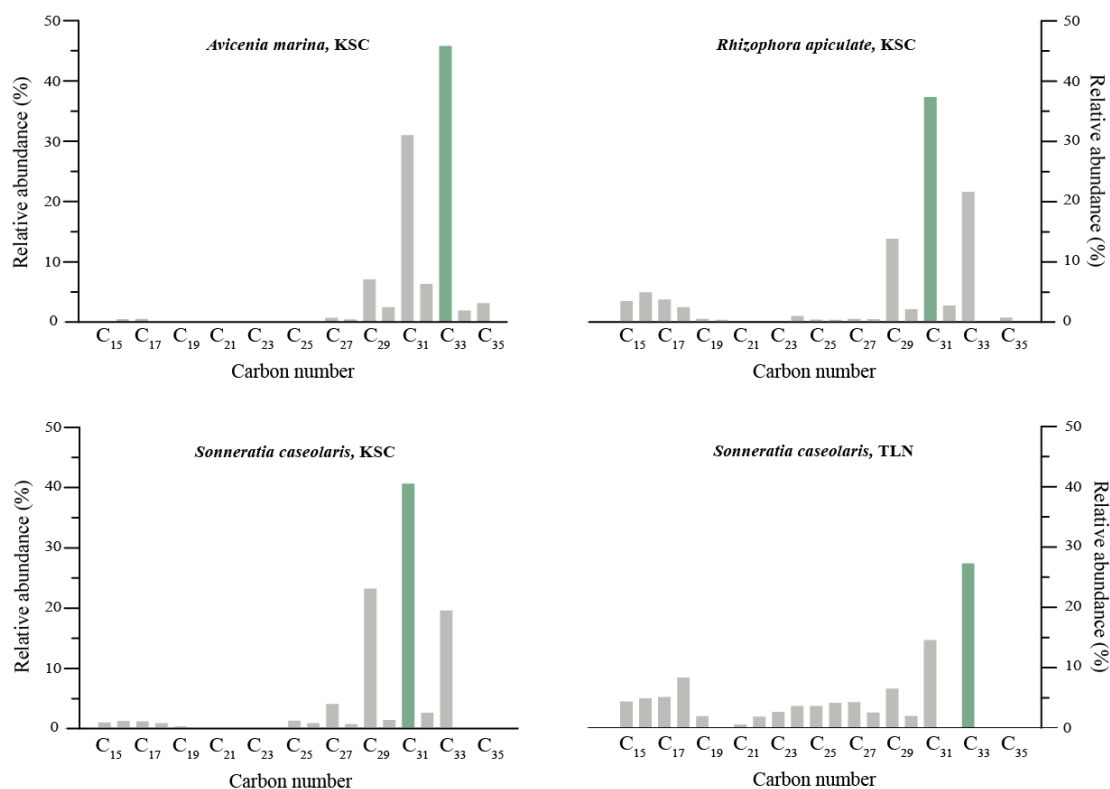 Avicenia marina, KSC
Relative abundance (%)
50
40
30
20
10
0
C15 C17 C19 C21 C23 C25 C27 C29 C31 C33 C35
Carbon number
Rhizophora apiculate, KSC
Relative abundance (%)
50
40
30
20
10
0
C15 C17 C19 C21 C23 C25 C27 C29 C31 C33 C35
Carbon number
Sonneratia caseolaris, KSC
Relative abundance (%)
50
40
30
20
10
0
C15 C17 C19 C21 C23 C25 C27 C29 C31 C33 C35
Carbon number
Sonneratia caseolaris, TLN
Relative abundance (%)
50
40
30
20
10
0
C15 C17 C19 C21 C23 C25 C27 C29 C31 C33 C35
Carbon number